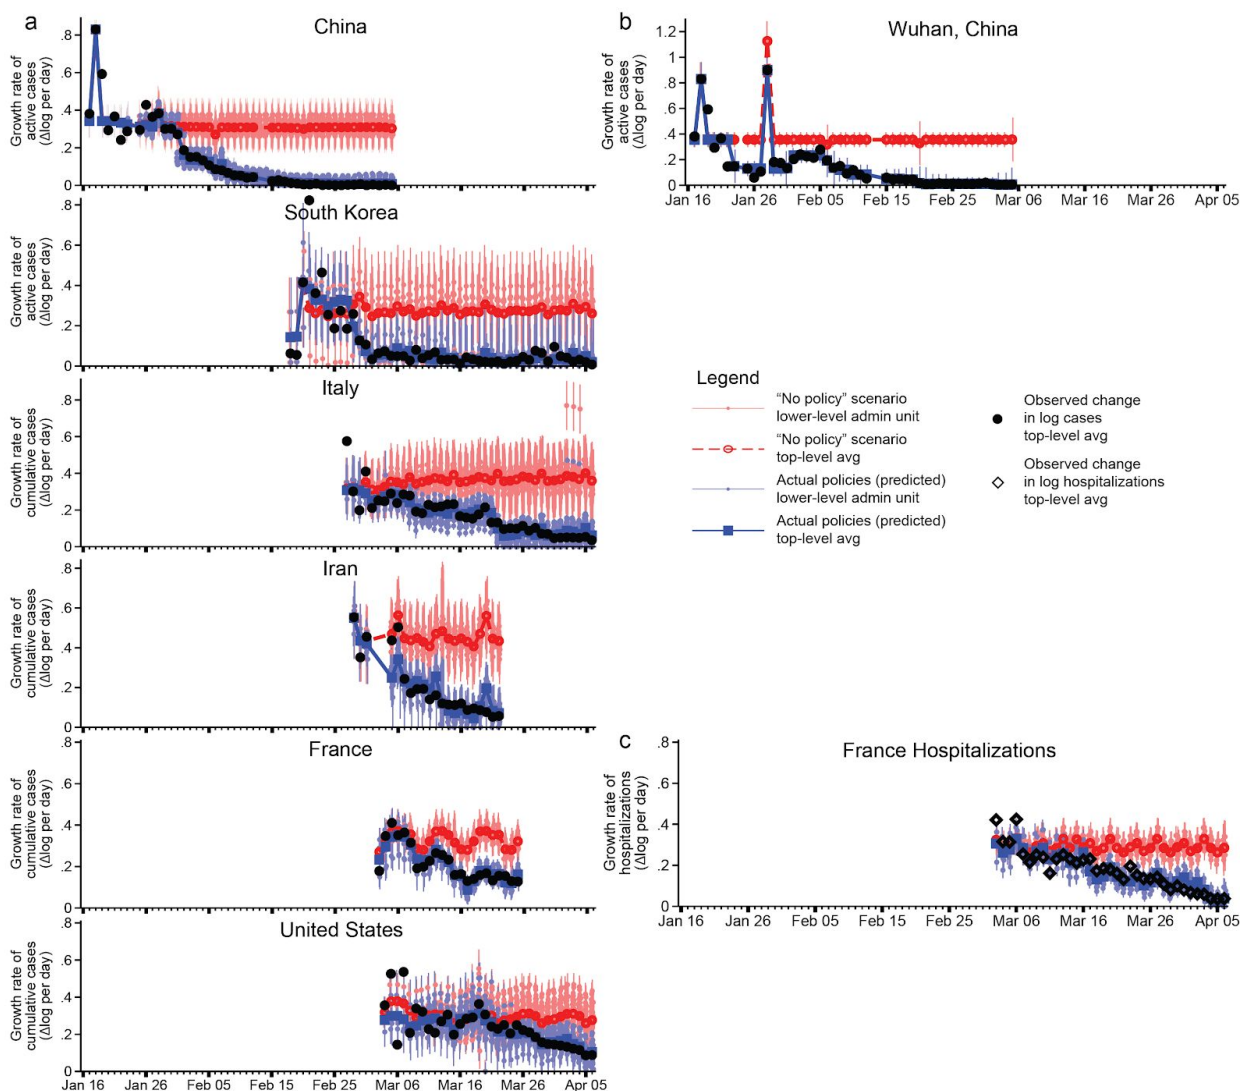 a
China
Growth rate of
active cases
(Δlog per day)
.8
.6
.4
.2
0
South Korea
Growth rate of
active cases
(Δlog per day)
.8
.6
.4
.2
0
Italy
Growth rate of
cumulative cases
(Δlog per day)
.8
.6
.4
.2
0
Iran
Growth rate of
cumulative cases
(Δlog per day)
.8
.6
.4
.2
0
France
Growth rate of
cumulative cases
(Δlog per day)
.8
.6
.4
.2
0
United States
Growth rate of
cumulative cases
(Δlog per day)
.8
.6
.4
.2
0
Jan 16 Jan 26 Feb 05 Feb 15 Feb 25 Mar 06 Mar 16 Mar 26 Apr 05
b
Wuhan, China
Growth rate of
active cases
(Δlog per day)
1.2
1
.8
.6
.4
.2
0
Jan 16 Jan 26 Feb 05 Feb 15 Feb 25 Mar 06 Mar 16 Mar 26 Apr 05
Legend
“No policy” scenario
lower-level admin unit
“No policy” scenario
top-level avg
Actual policies (predicted)
lower-level admin unit
Actual policies (predicted)
top-level avg
Observed change
in log cases
top-level avg
Observed change
in log hospitalizations
top-level avg
c
France Hospitalizations
Growth rate of
hospitalizations
(Δlog per day)
.8
.6
.4
.2
0
Jan 16 Jan 26 Feb 05 Feb 15 Feb 25 Mar 06 Mar 16 Mar 26 Apr 05